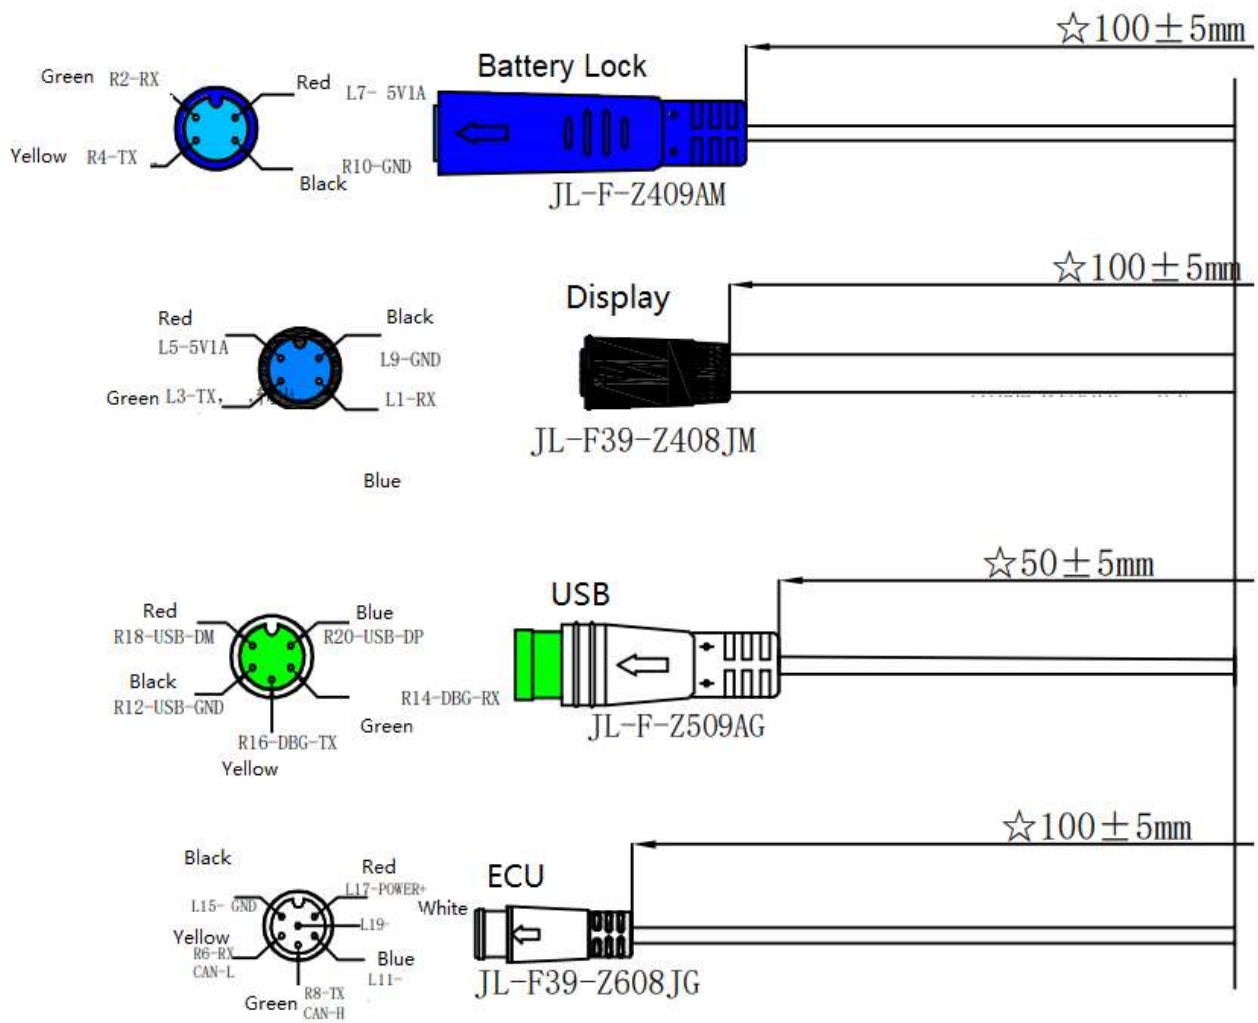 ☆100±5mm
Battery Lock
Green R2-RX
Red L7- 5V1A
Yellow R4-TX
R10-GND
Black
JL-F-Z409AM
☆100±5mm
Display
Red
Black
L5-5V1A
L9-GND
Green L3-TX,
L1-RX
JL-F39-Z408JM
Blue
☆50±5mm
USB
Red
Blue
R18-USB-DM
R20-USB-DP
Black
R12-USB-GND
R14-DBG-RX
Green
JL-F-Z509AG
R16-DBG-TX
Yellow
☆100±5mm
Black
Red
ECU
L17-POWER+
L15- GND
White
L19-
Yellow
R6-RX
CAN-L
Blue
L11-
JL-F39-Z608JG
Green R8-TX
CAN-H